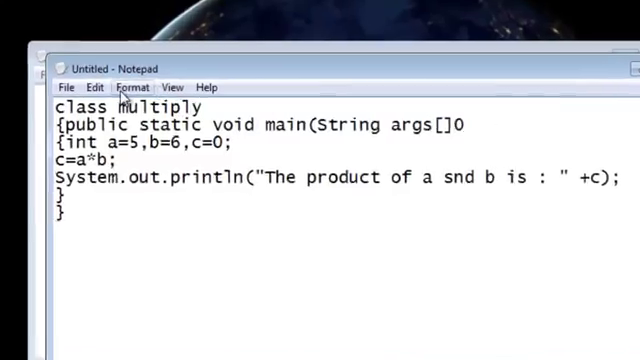 Untitled - Notepad
File Edit Format View Help
class multiply
{public static void main(String args[]0
{int a=5,b=6,c=0;
c=a*b;
System.out.println("The product of a snd b is : " +c);
}
}